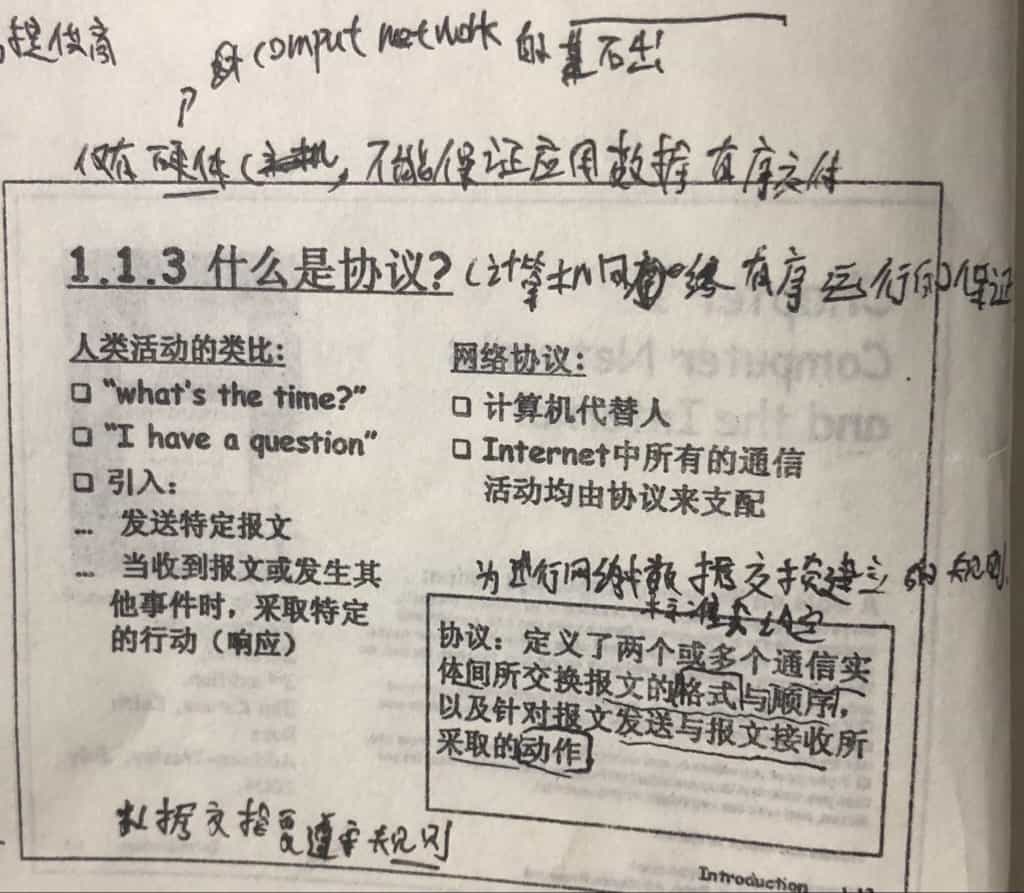 提供商
是 comput network 的基石出
仅有硬件(主机, 不能保证应用数据有序交付
1.1.3 什么是协议?(计算机网络有序运行的保证
人类活动的类比:
"what's the time?"
"I have a question"
引入:
… 发送特定报文
… 当收到报文或发生其
他事件时，采取特定
的行动（响应）
网络协议:
计算机代替人
Internet中所有的通信
活动均由协议来支配
为进行网络中数据交换建立的规则
标准或约定
协议：定义了两个或多个通信实
体间所交换报文的格式与顺序，
以及针对报文发送与报文接收所
采取的动作
数据交换要遵守规则
Introduction